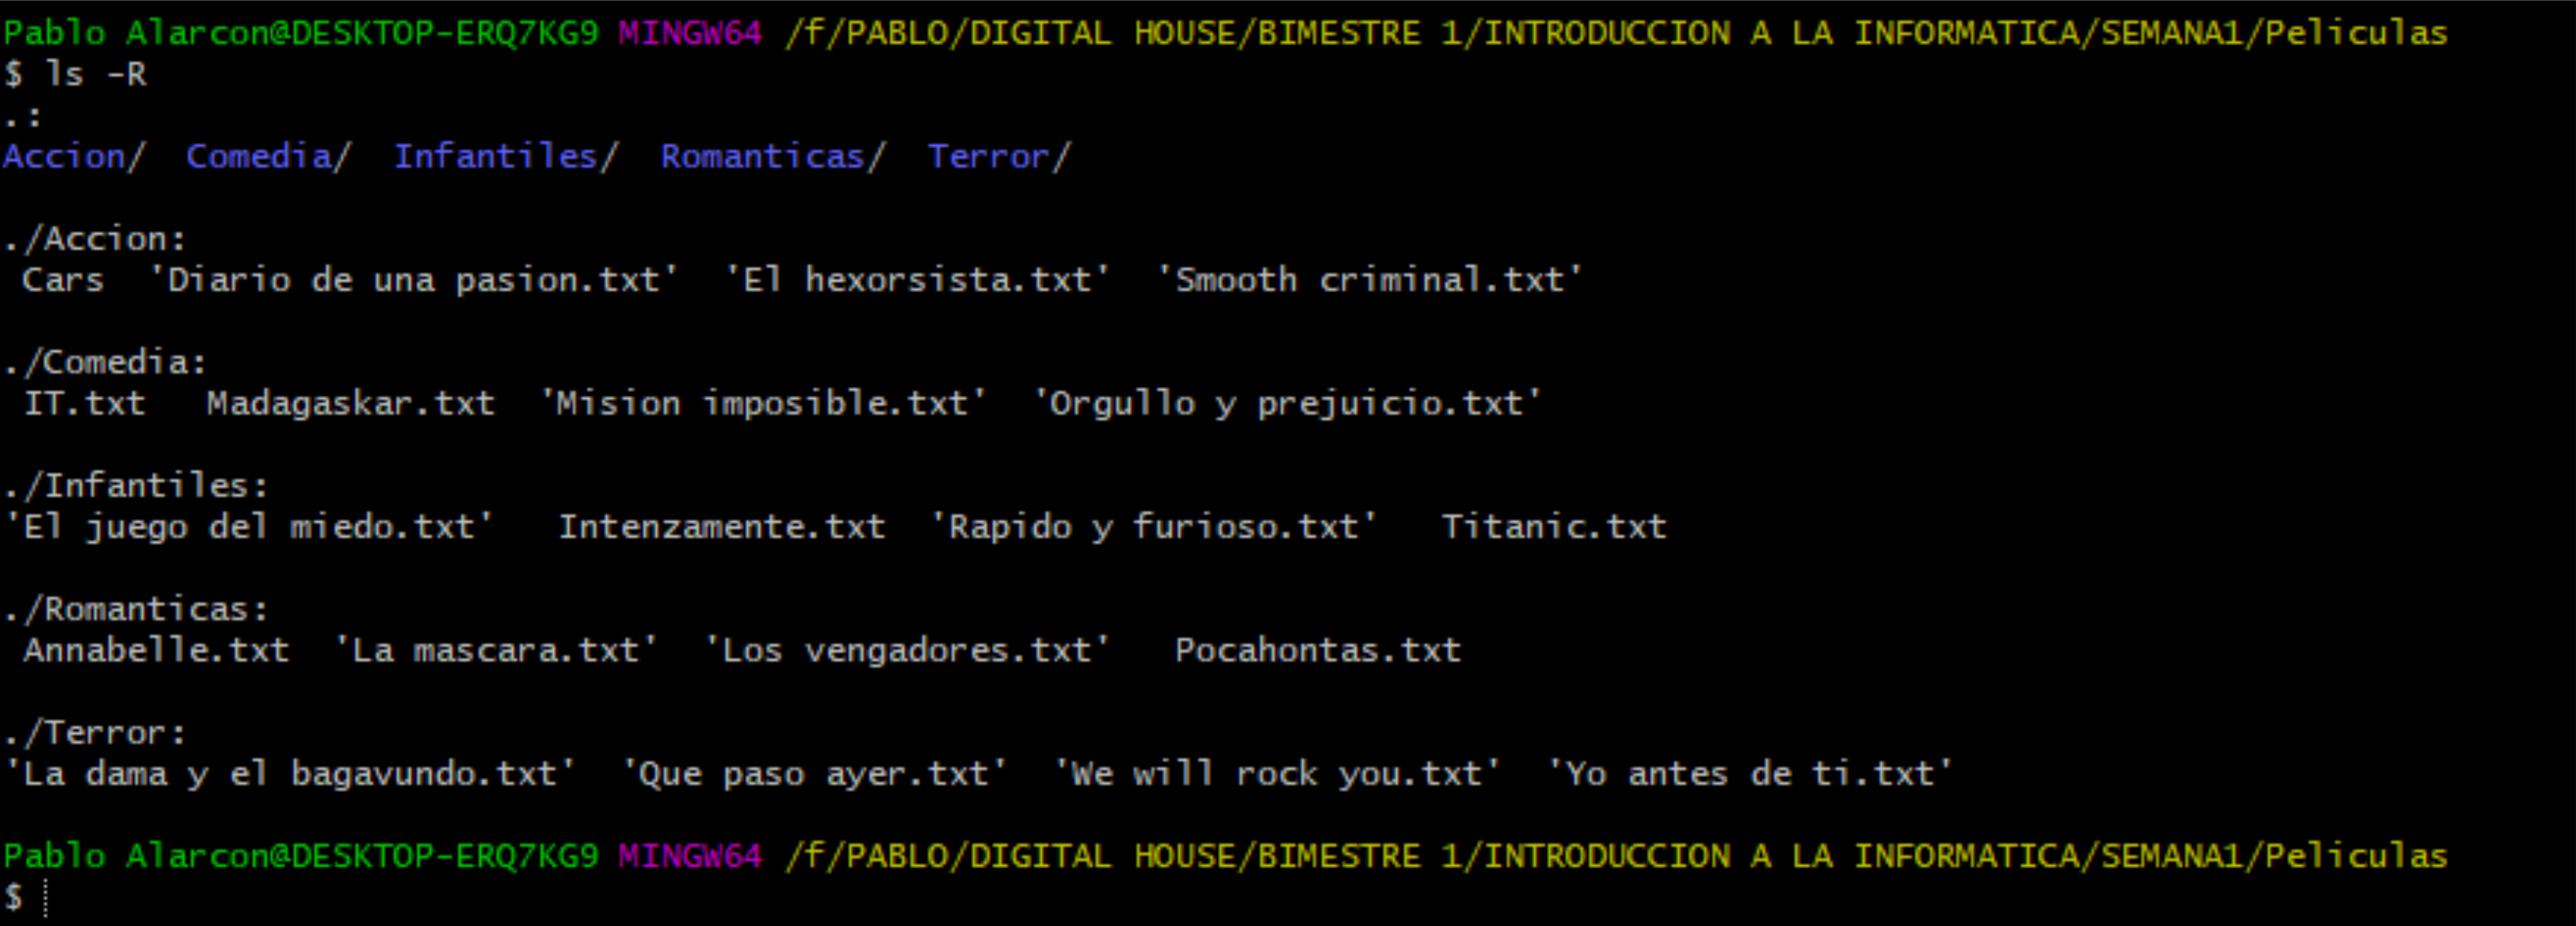 Pablo Alarcon@DESKTOP-ERQ7KG9 MINGW64 /f/PABLO/DIGITAL HOUSE/BIMESTRE 1/INTRODUCCION A LA INFORMATICA/SEMANA1/Peliculas
$ ls -R
.:
Accion/  Comedia/  Infantiles/  Romanticas/  Terror/
./Accion:
 Cars  'Diario de una pasion.txt'  'El hexorsista.txt'  'Smooth criminal.txt'
./Comedia:
 IT.txt   Madagaskar.txt  'Mision imposible.txt'  'Orgullo y prejuicio.txt'
./Infantiles:
'El juego del miedo.txt'   Intenzamente.txt  'Rapido y furioso.txt'   Titanic.txt
./Romanticas:
 Annabelle.txt  'La mascara.txt'  'Los vengadores.txt'   Pocahontas.txt
./Terror:
'La dama y el bagavundo.txt'  'Que paso ayer.txt'  'We will rock you.txt'  'Yo antes de ti.txt'
Pablo Alarcon@DESKTOP-ERQ7KG9 MINGW64 /f/PABLO/DIGITAL HOUSE/BIMESTRE 1/INTRODUCCION A LA INFORMATICA/SEMANA1/Peliculas
$